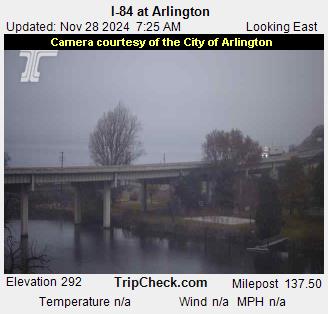 I-84 at Arlington
Updated: Nov 28 2024 7:25 AM Looking East
Camera courtesy of the City of Arlington
Elevation 292 TripCheck.com Milepost 137.50
Temperature n/a Wind n/a MPH n/a